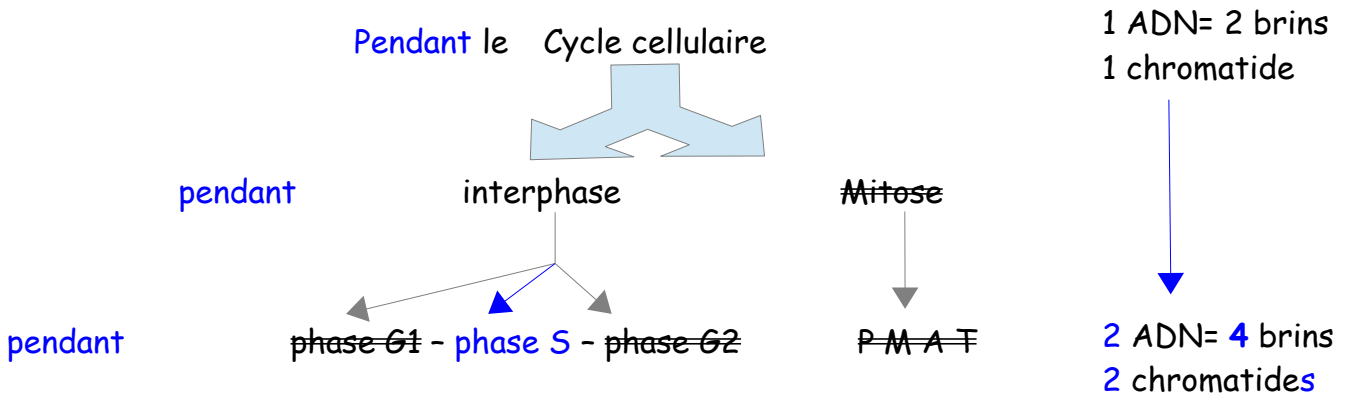 Pendant le Cycle cellulaire
1 ADN= 2 brins
1 chromatide
pendant interphase Mitose
pendant phase G1 – phase S – phase G2 P M A T
2 ADN= 4 brins
2 chromatides